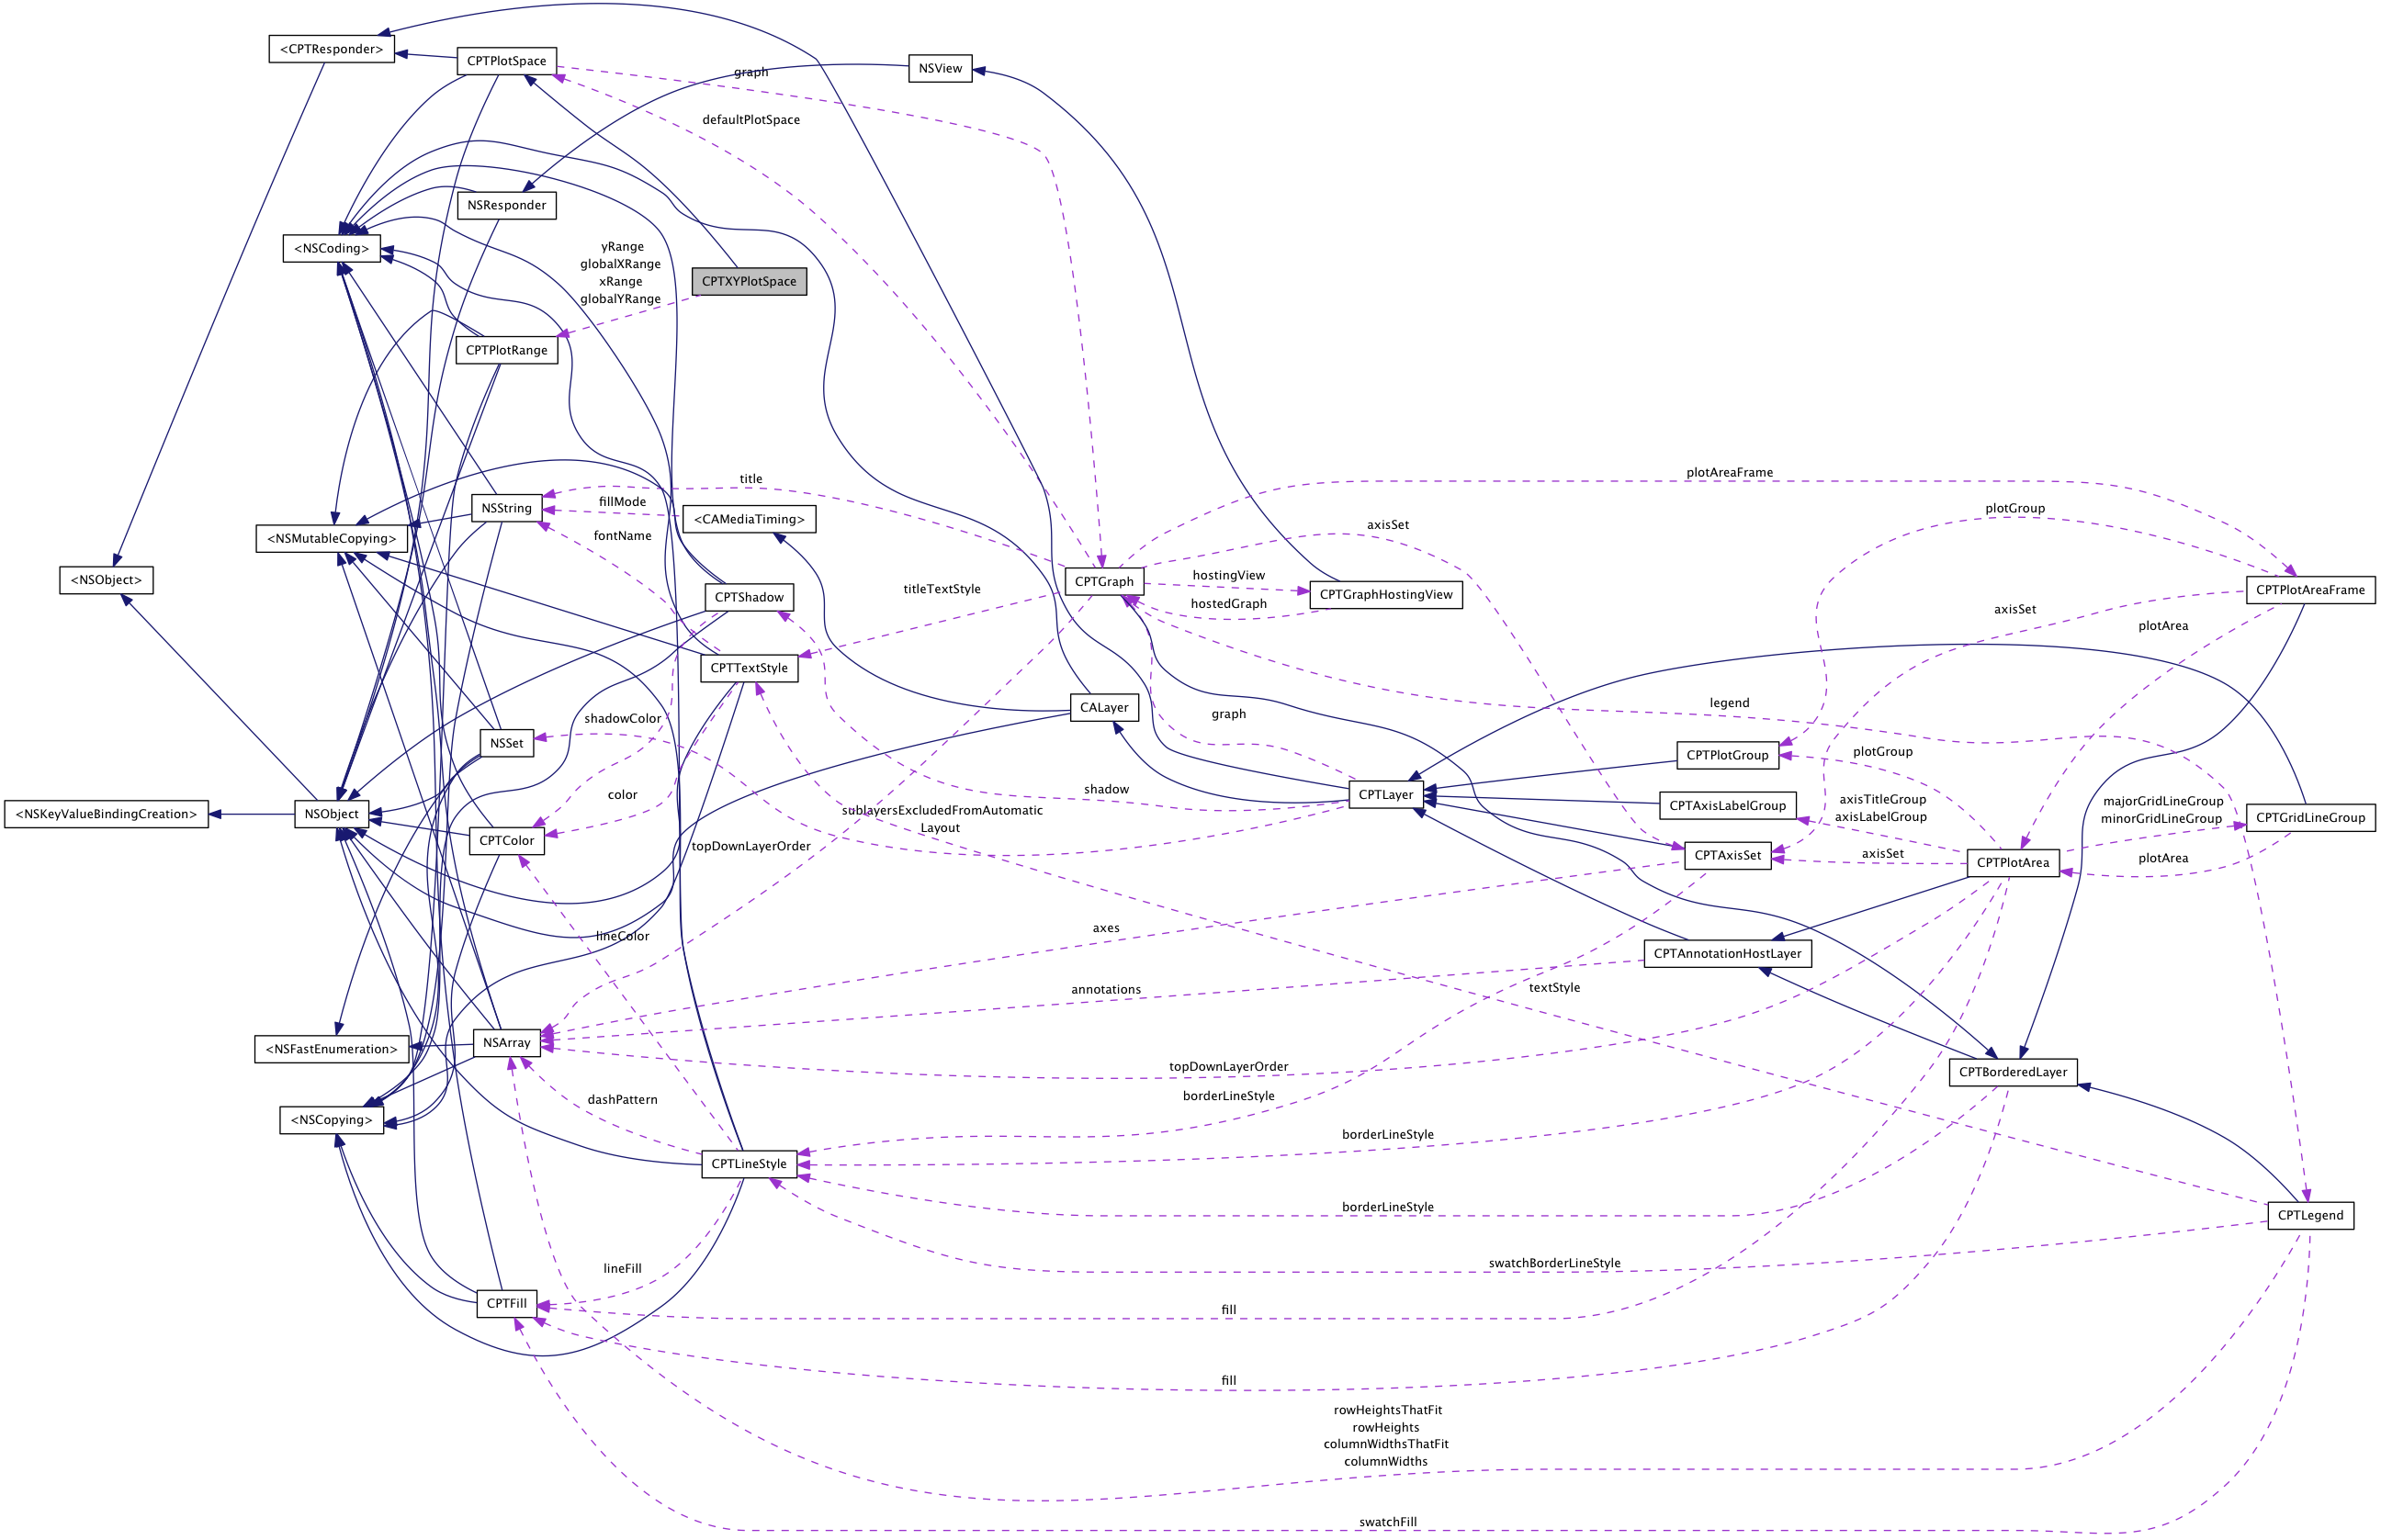 <CPTResponder>
CPTPlotSpace
NSView
graph
defaultPlotSpace
NSResponder
<NSCoding>
yRange
globalXRange
xRange
globalYRange
CPTXYPlotSpace
CPTPlotRange
title
plotAreaFrame
NSString
fillMode
<CAMediaTiming>
axisSet
plotGroup
<NSMutableCopying>
fontName
<NSObject>
CPTGraph
hostingView
CPTGraphHostingView
hostedGraph
CPTPlotAreaFrame
CPTShadow
titleTextStyle
axisSet
plotArea
CPTTextStyle
CALayer
legend
shadowColor
graph
NSSet
CPTPlotGroup
plotGroup
color
shadow
CPTLayer
<NSKeyValueBindingCreation>
NSObject
sublayersExcludedFromAutomatic
Layout
CPTAxisLabelGroup
axisTitleGroup
axisLabelGroup
majorGridLineGroup
minorGridLineGroup
CPTGridLineGroup
CPTColor
topDownLayerOrder
CPTAxisSet
axisSet
CPTPlotArea
plotArea
lineColor
axes
CPTAnnotationHostLayer
annotations
textStyle
<NSFastEnumeration>
NSArray
topDownLayerOrder
CPTBorderedLayer
dashPattern
borderLineStyle
<NSCopying>
borderLineStyle
CPTLineStyle
borderLineStyle
CPTLegend
lineFill
swatchBorderLineStyle
CPTFill
fill
fill
rowHeightsThatFit
rowHeights
columnWidthsThatFit
columnWidths
swatchFill